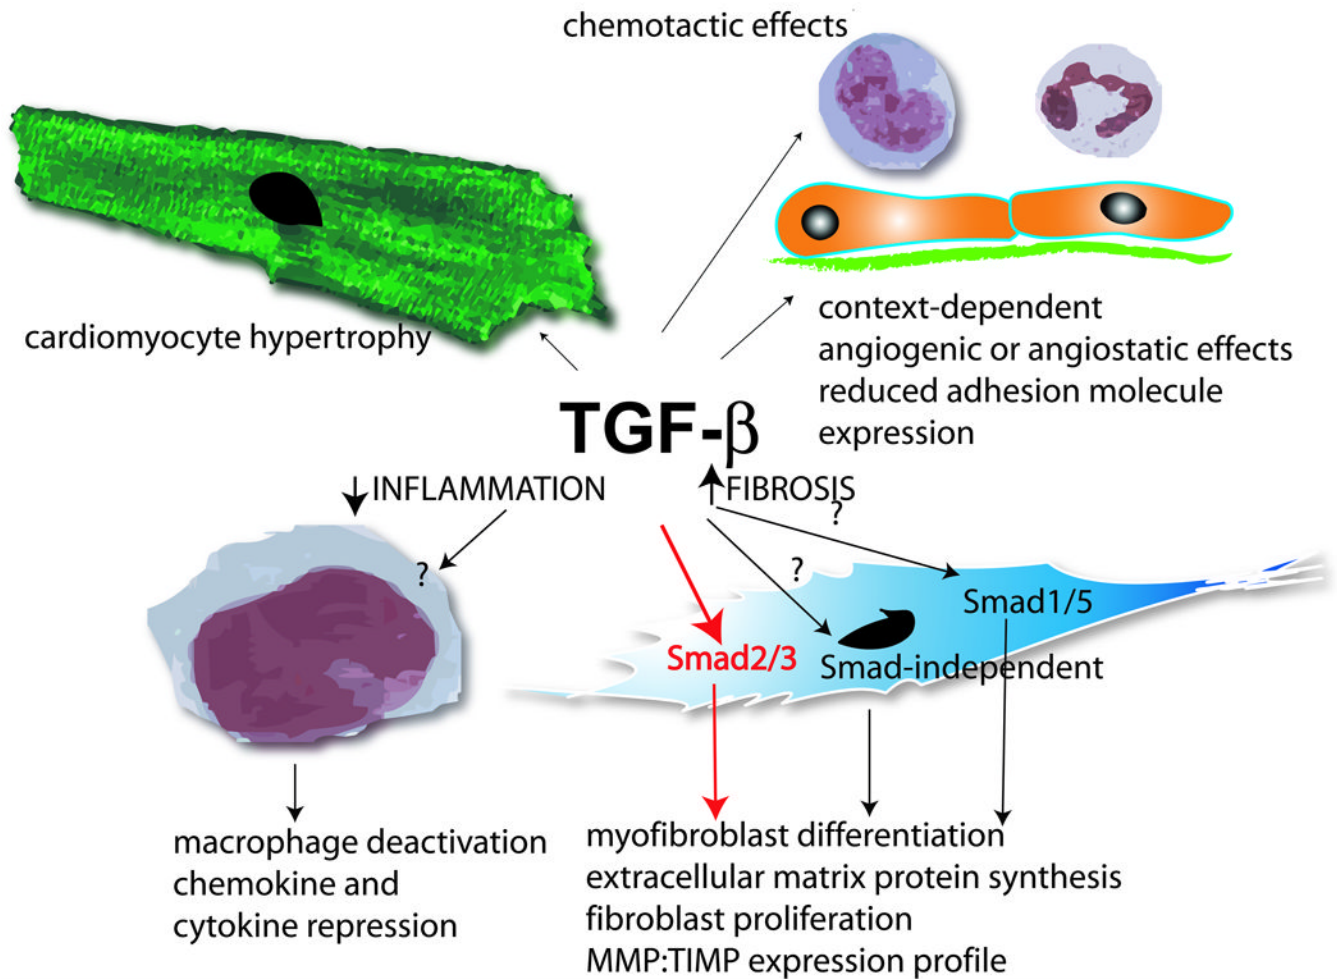 chemotactic effects
cardiomyocyte hypertrophy
context-dependent
angiogenic or angiostatic effects
reduced adhesion molecule
expression
TGF-β
INFLAMMATION
FIBROSIS
?
?
?
Smad1/5
Smad2/3
Smad-independent
macrophage deactivation
chemokine and
cytokine repression
myofibroblast differentiation
extracellular matrix protein synthesis
fibroblast proliferation
MMP:TIMP expression profile